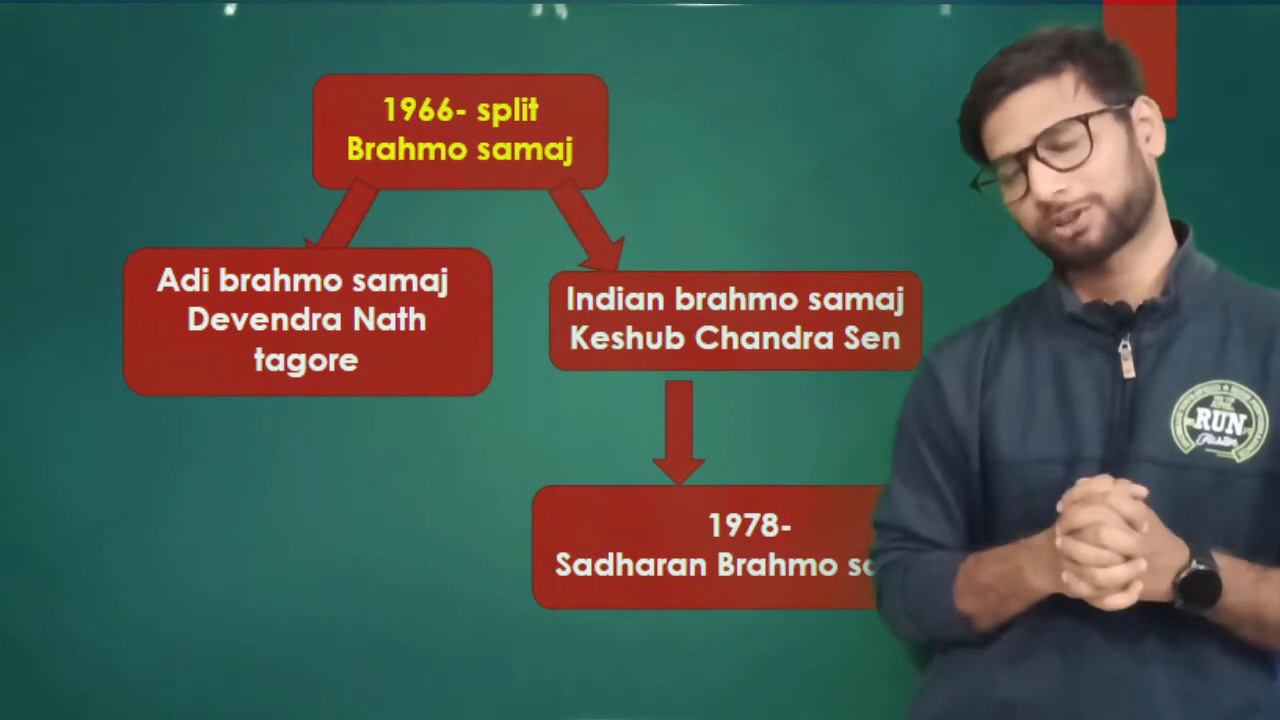 1966- split
Brahmo samaj
Adi brahmo samaj
Devendra Nath
tagore
Indian brahmo samaj
Keshub Chandra Sen
1978-
Sadharan Brahmo
RUN